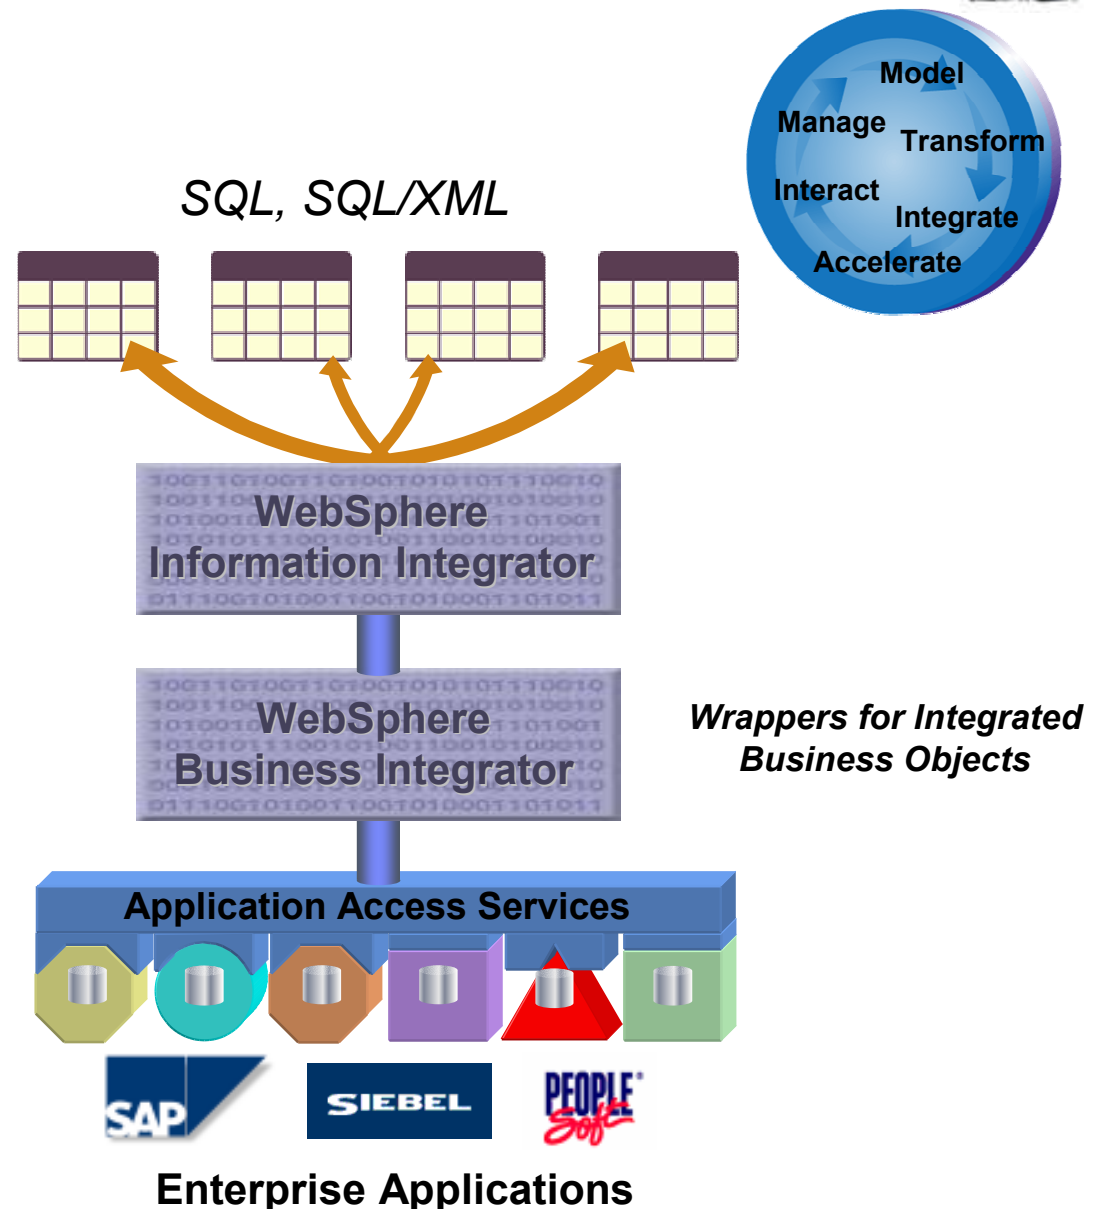 Model
Manage
Transform
Interact
Integrate
Accelerate
SQL, SQL/XML
WebSphere
Information Integrator
WebSphere
Business Integrator
Wrappers for Integrated
Business Objects
Application Access Services
SAP
SIEBEL
PEOPLE®
Soft
Enterprise Applications